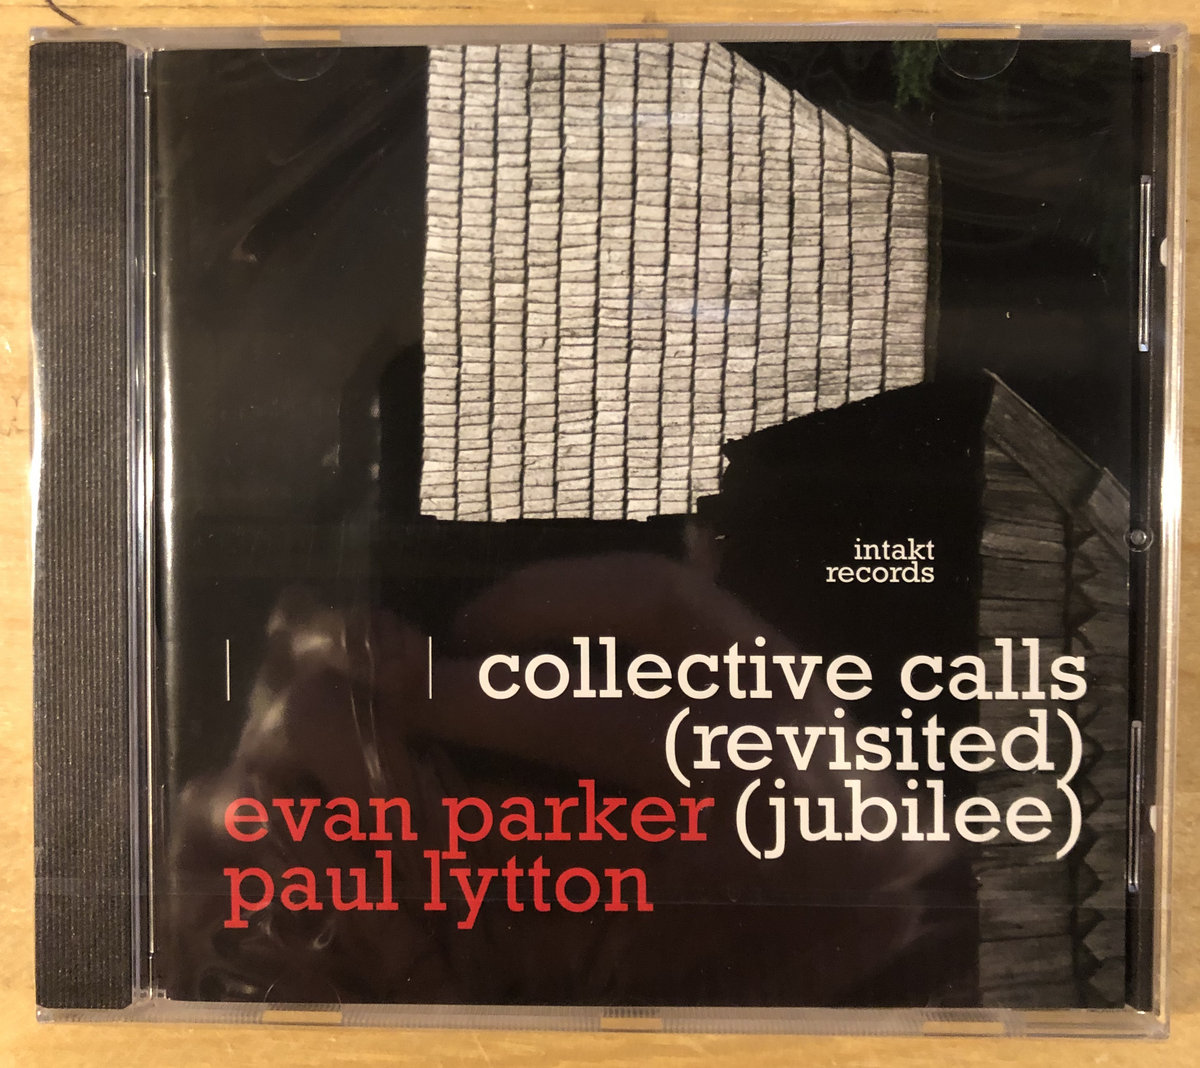 intakt
records
collective calls
(revisited)
evan parker (jubilee)
paul lytton